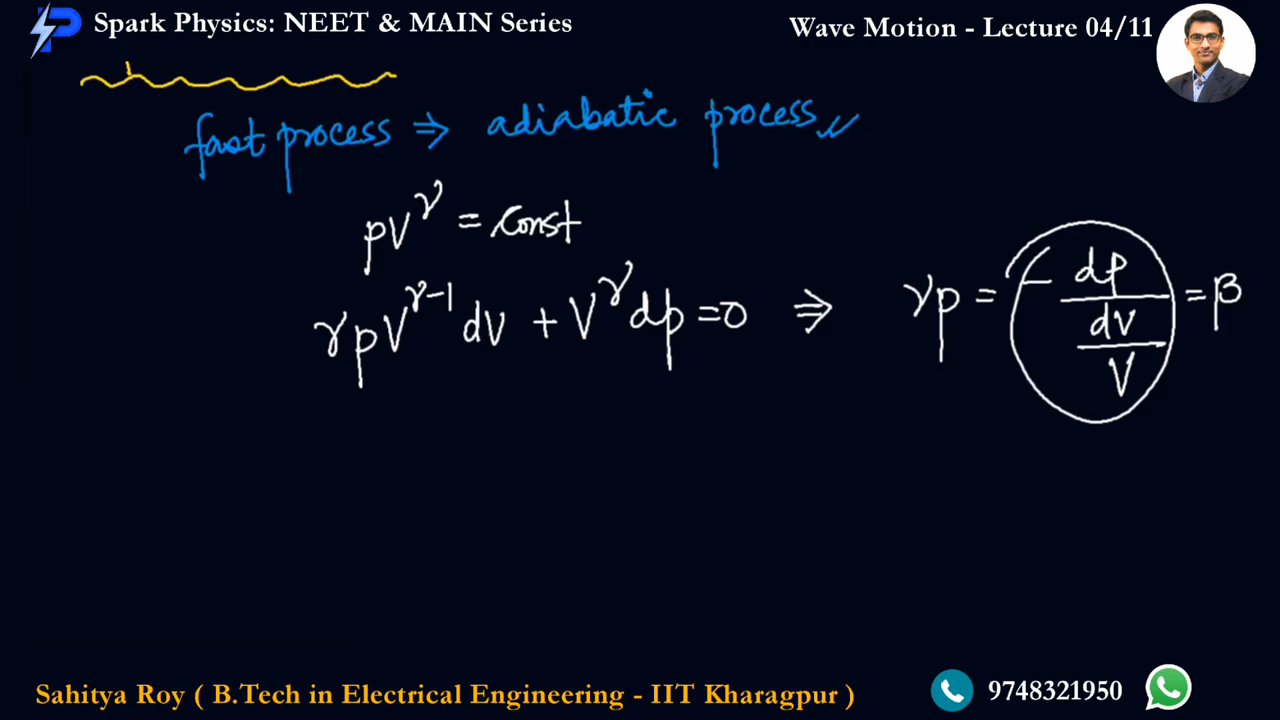 Spark Physics: NEET & MAIN Series
Wave Motion - Lecture 04/11
fast process ⇒ adiabatic process
pV^γ = const
γpV^(γ-1) dV + V^γ dp = 0 ⇒ γp = - dp / (dV / V) = β
Sahitya Roy ( B.Tech in Electrical Engineering - IIT Kharagpur )
9748321950